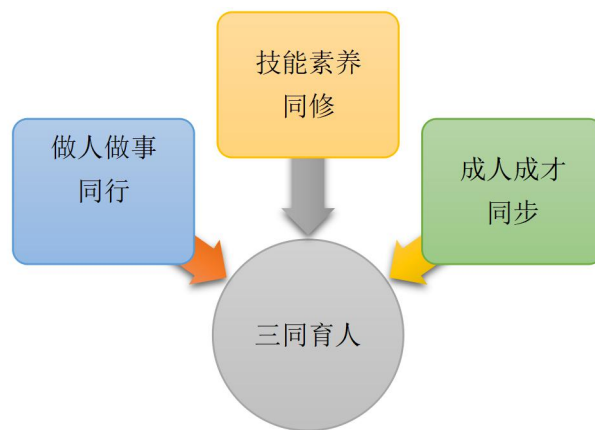 做人做事
同行
技能素养
同修
成人成才
同步
三同育人